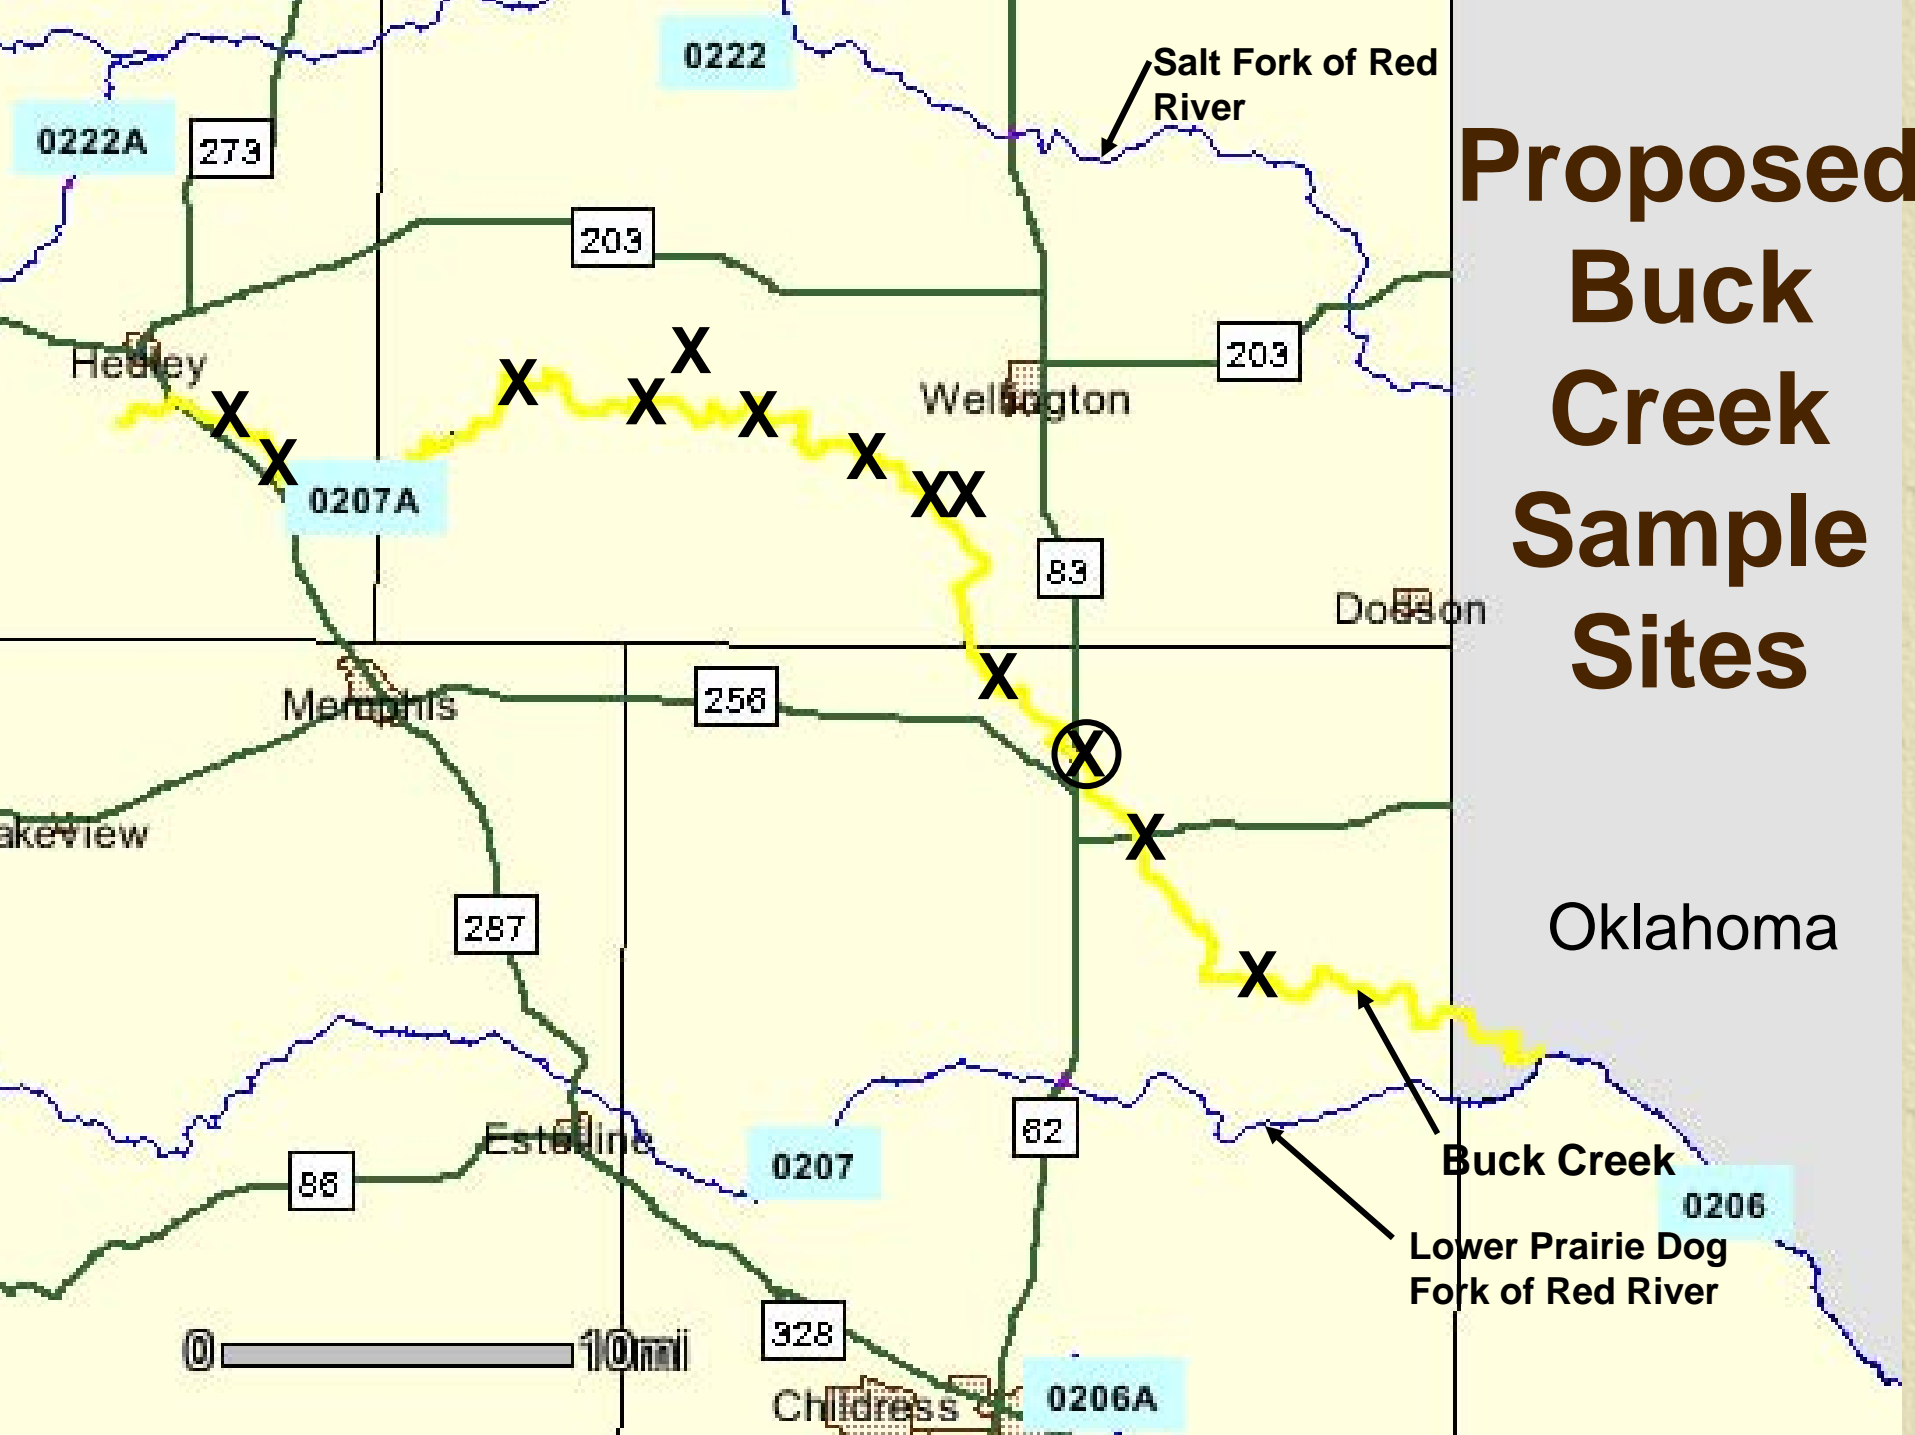 0222
Salt Fork of Red
River
0222A
273
203
Proposed
Buck
Creek
Sample
Sites
Hedley
203
Wellington
X
X
X
X
X
X
X
XX
0207A
83
Dodson
X
256
Memphis
X
X
akeview
287
Oklahoma
X
62
Estelline
0207
Buck Creek
86
0206
Lower Prairie Dog
Fork of Red River
328
0 10mi
Childress
0206A